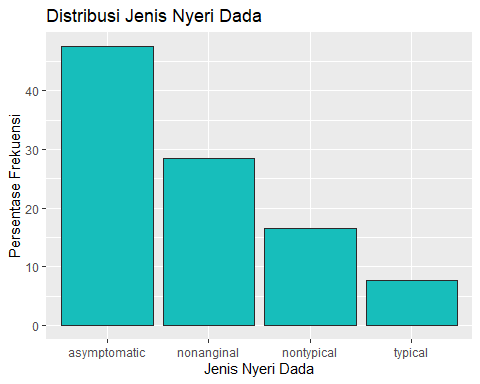 Distribusi Jenis Nyeri Dada
Persentase Frekuensi
40
30
20
10
0
asymptomatic
nonanginal
nontypical
typical
Jenis Nyeri Dada